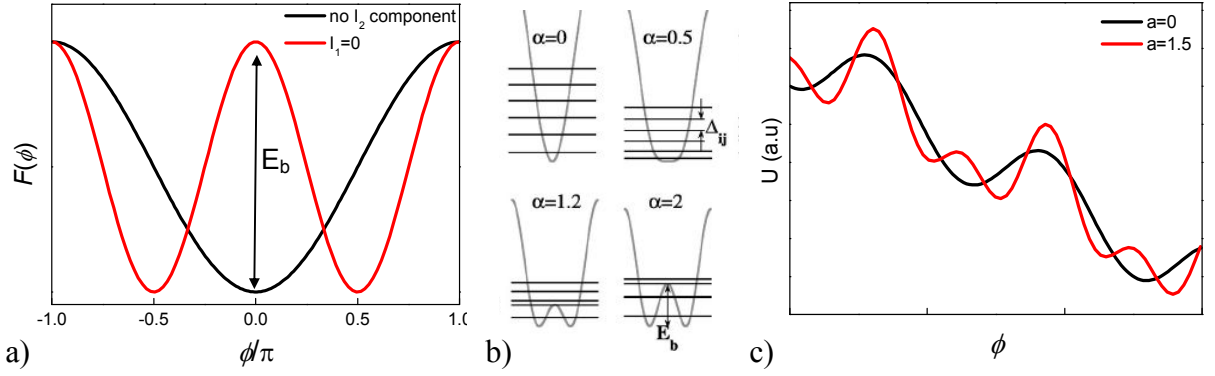 no I₂ component
I₁=0
E_b
F(ϕ)
-1.0 -0.5 0.0 0.5 1.0
ϕ/π
a)
α=0
α=0.5
Δ_ij
α=1.2
α=2
E_b
b)
a=0
a=1.5
U (a.u)
ϕ
c)